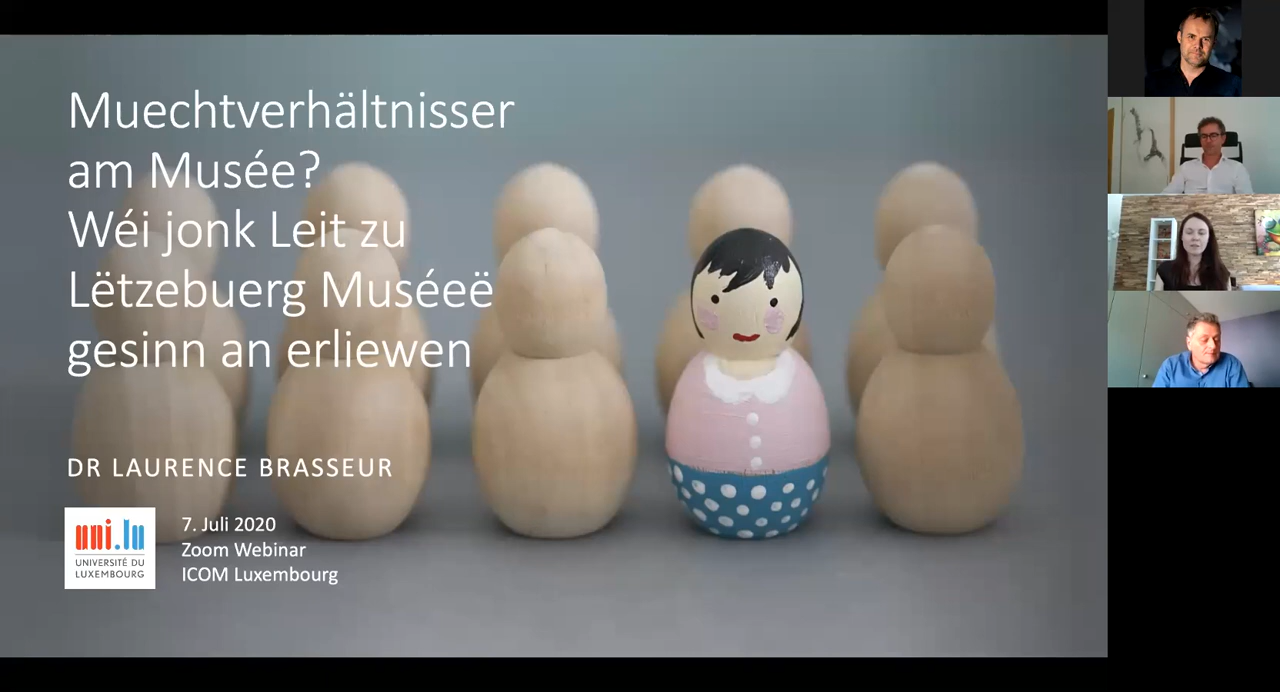 Muechtverhältnisser
am Musée?
Wéi jonk Leit zu
Lëtzebuerg Muséeë
gesinn an erliewen
DR LAURENCE BRASSEUR
uni.lu
UNIVERSITÉ DU
LUXEMBOURG
7. Juli 2020
Zoom Webinar
ICOM Luxembourg